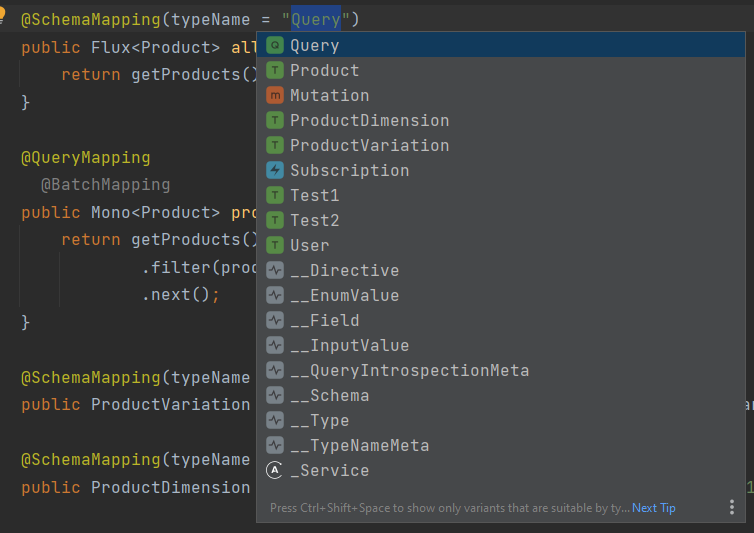 @SchemaMapping(typeName = "Query")
public Flux<Product> all
return getProducts()
}
@QueryMapping
@BatchMapping
public Mono<Product> pro
return getProducts()
.filter(prod
.next();
}
@SchemaMapping(typeName
public ProductVariation
@SchemaMapping(typeName
public ProductDimension
Query
Product
Mutation
ProductDimension
ProductVariation
Subscription
Test1
Test2
User
__Directive
__EnumValue
__Field
__InputValue
__QueryIntrospectionMeta
__Schema
__Type
__TypeNameMeta
_Service
Press Ctrl+Shift+Space to show only variants that are suitable by ty... Next Tip